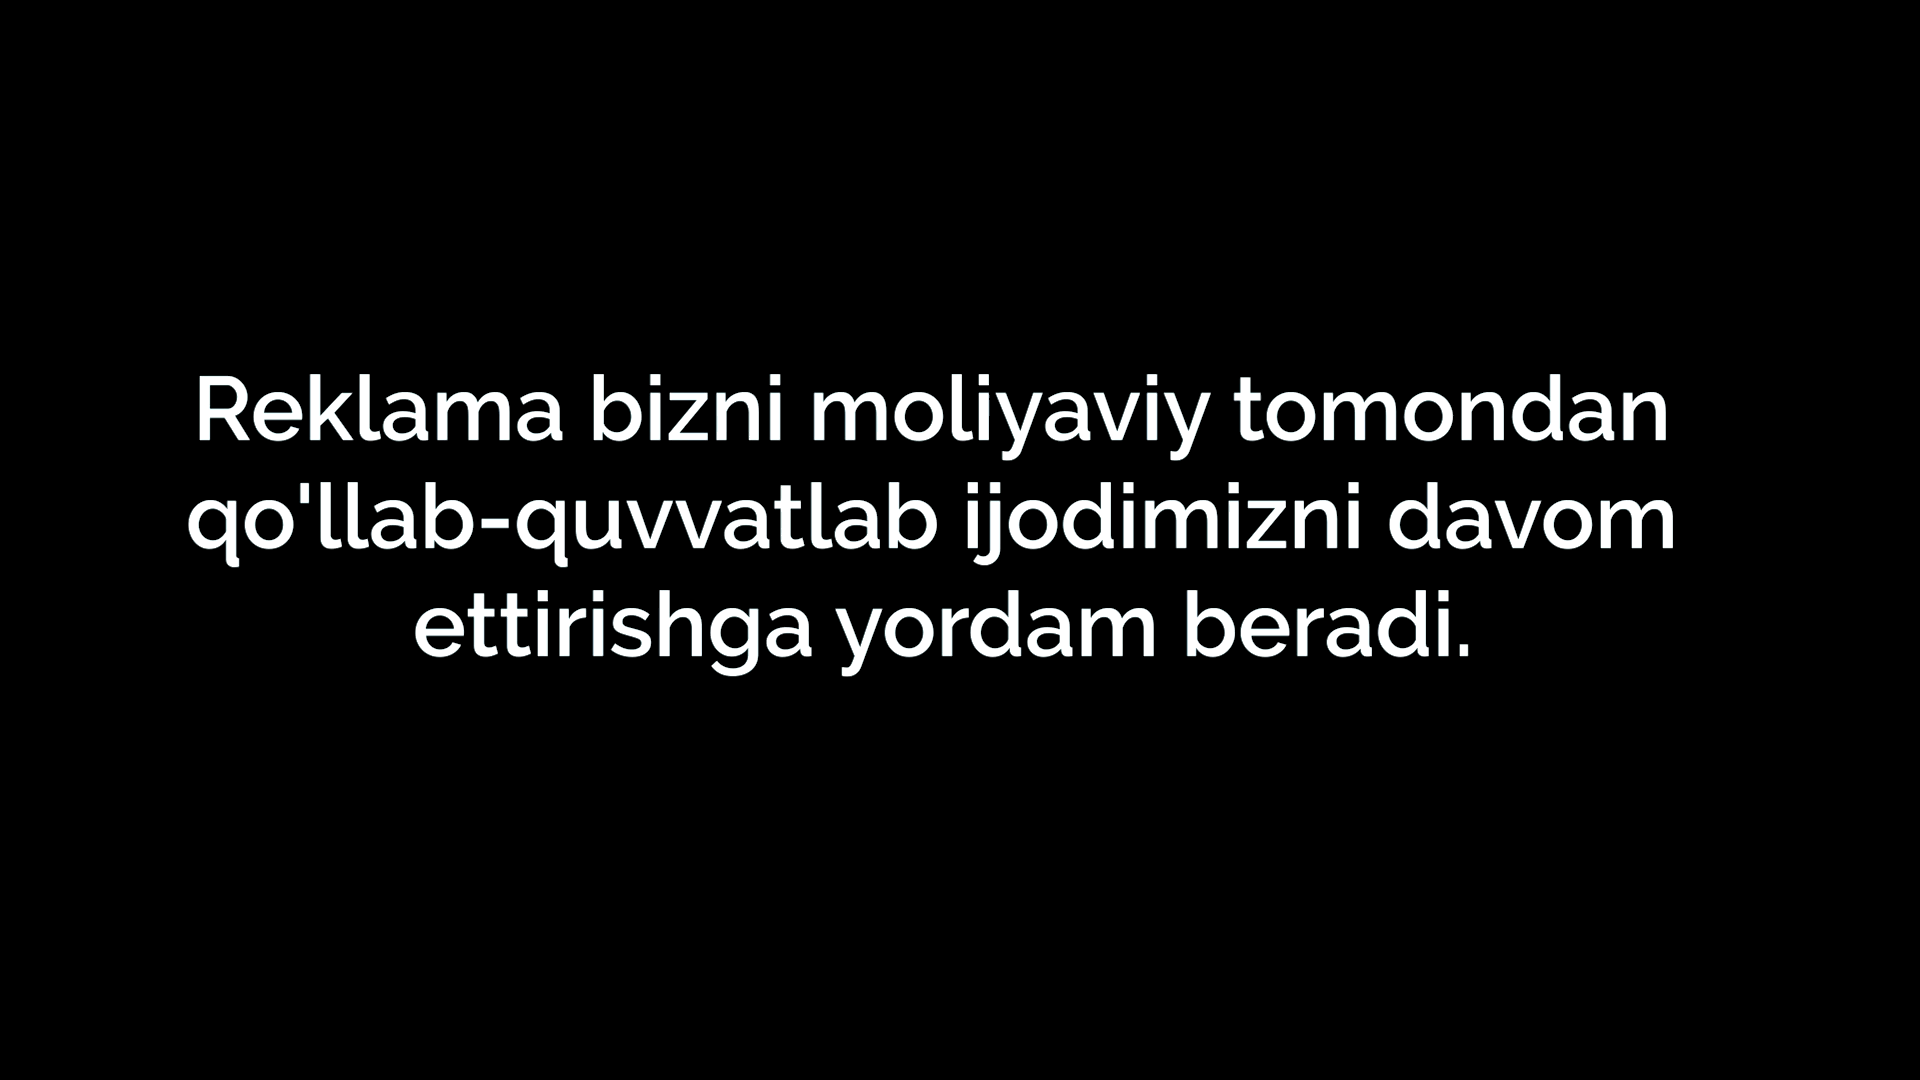 Reklama bizni moliyaviy tomondan
qo'llab-quvvatlab ijodimizni davom
ettirishga yordam beradi.